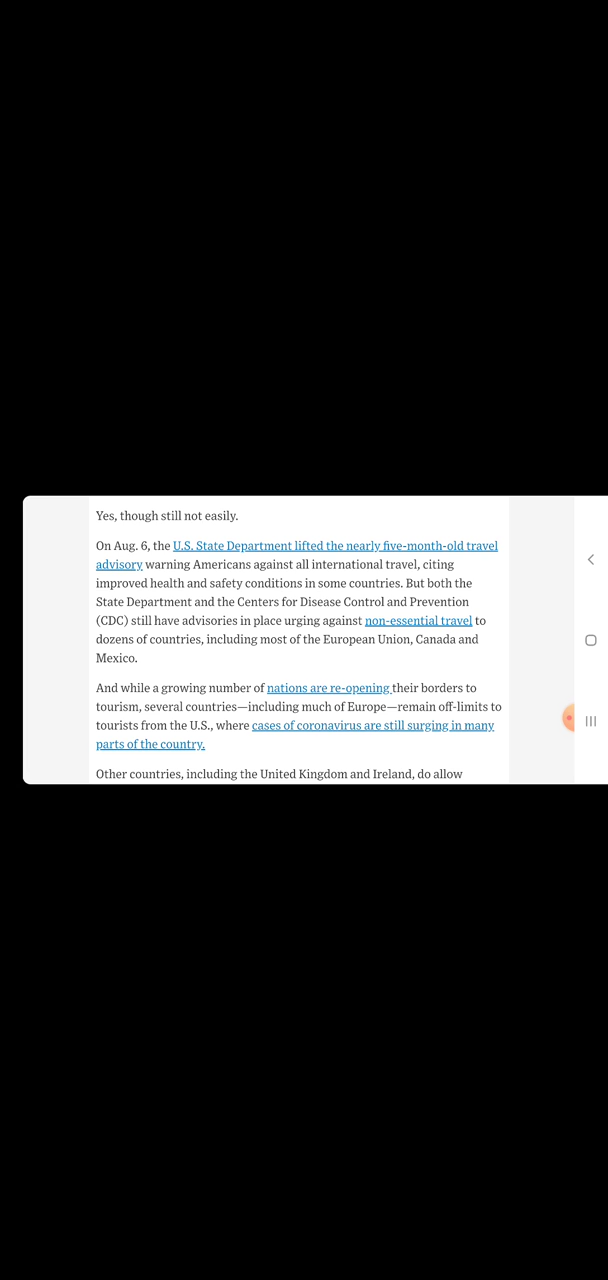 Yes, though still not easily.
On Aug. 6, the U.S. State Department lifted the nearly five-month-old travel
advisory warning Americans against all international travel, citing
improved health and safety conditions in some countries. But both the
State Department and the Centers for Disease Control and Prevention
(CDC) still have advisories in place urging against non-essential travel to
dozens of countries, including most of the European Union, Canada and
Mexico.
And while a growing number of nations are re-opening their borders to
tourism, several countries—including much of Europe—remain off-limits to
tourists from the U.S., where cases of coronavirus are still surging in many
parts of the country.
Other countries, including the United Kingdom and Ireland, do allow